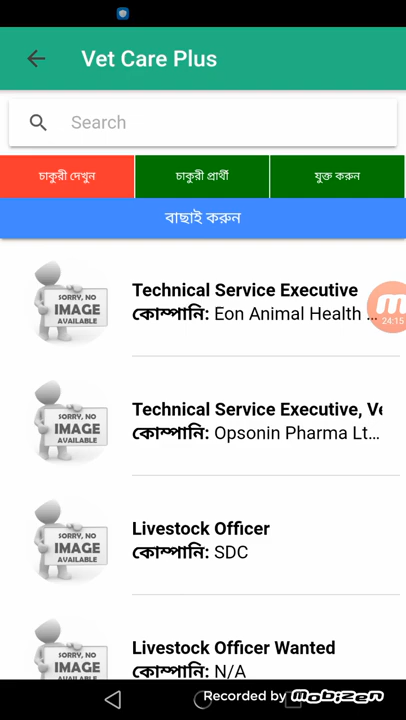 Vet Care Plus
Search
চাকুরী দেখুন
চাকুরী প্রার্থী
যুক্ত করুন
বাছাই করুন
SORRY, NO IMAGE AVAILABLE
Technical Service Executive
কোম্পানি: Eon Animal Health ...
24:15
SORRY, NO IMAGE AVAILABLE
Technical Service Executive, Ve
কোম্পানি: Opsonin Pharma Lt...
SORRY, NO IMAGE AVAILABLE
Livestock Officer
কোম্পানি: SDC
SORRY, NO IMAGE AVAILABLE
Livestock Officer Wanted
কোম্পানি: N/A
Recorded by Mobizen